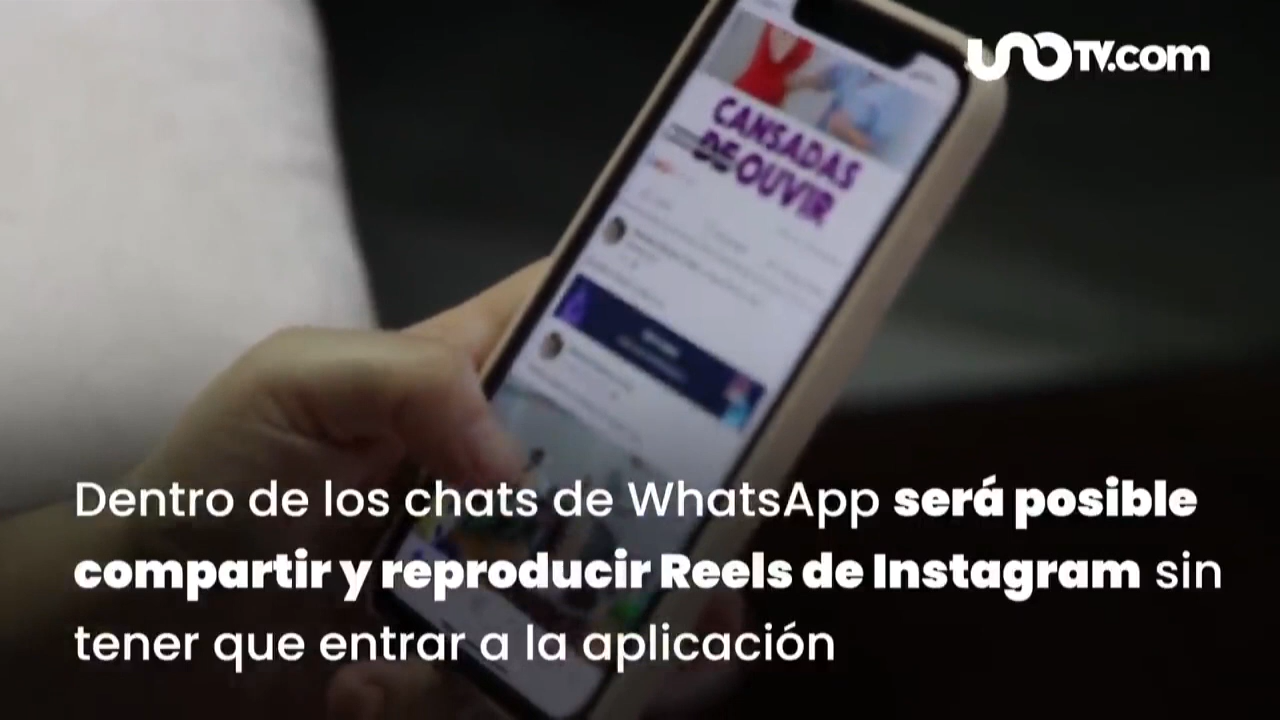 UNOTV.com
CANSADAS
DE OUVIR
Dentro de los chats de WhatsApp será posible
compartir y reproducir Reels de Instagram sin
tener que entrar a la aplicación